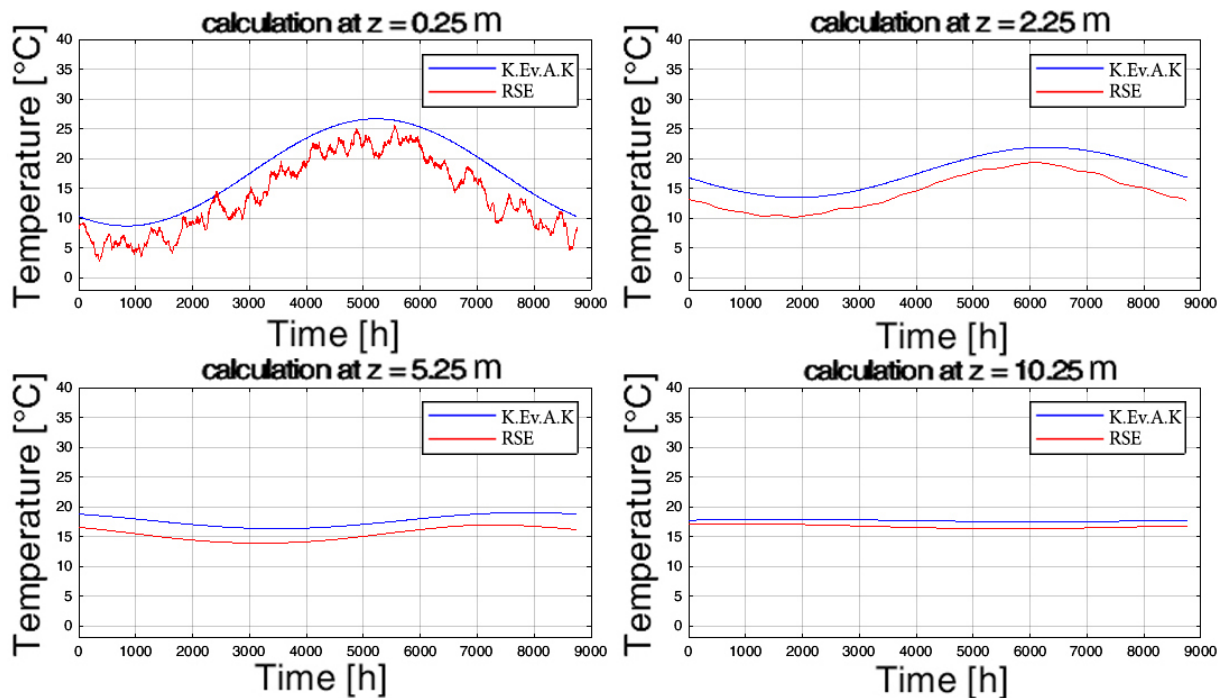 calculation at z = 0.25 m
Temperature [°C]
40
35
30
25
20
15
10
5
0
K.Ev.A.K
RSE
0 1000 2000 3000 4000 5000 6000 7000 8000 9000
Time [h]
calculation at z = 2.25 m
Temperature [°C]
40
35
30
25
20
15
10
5
0
K.Ev.A.K
RSE
0 1000 2000 3000 4000 5000 6000 7000 8000 9000
Time [h]
calculation at z = 5.25 m
Temperature [°C]
40
35
30
25
20
15
10
5
0
K.Ev.A.K
RSE
0 1000 2000 3000 4000 5000 6000 7000 8000 9000
Time [h]
calculation at z = 10.25 m
Temperature [°C]
40
35
30
25
20
15
10
5
0
K.Ev.A.K
RSE
0 1000 2000 3000 4000 5000 6000 7000 8000 9000
Time [h]